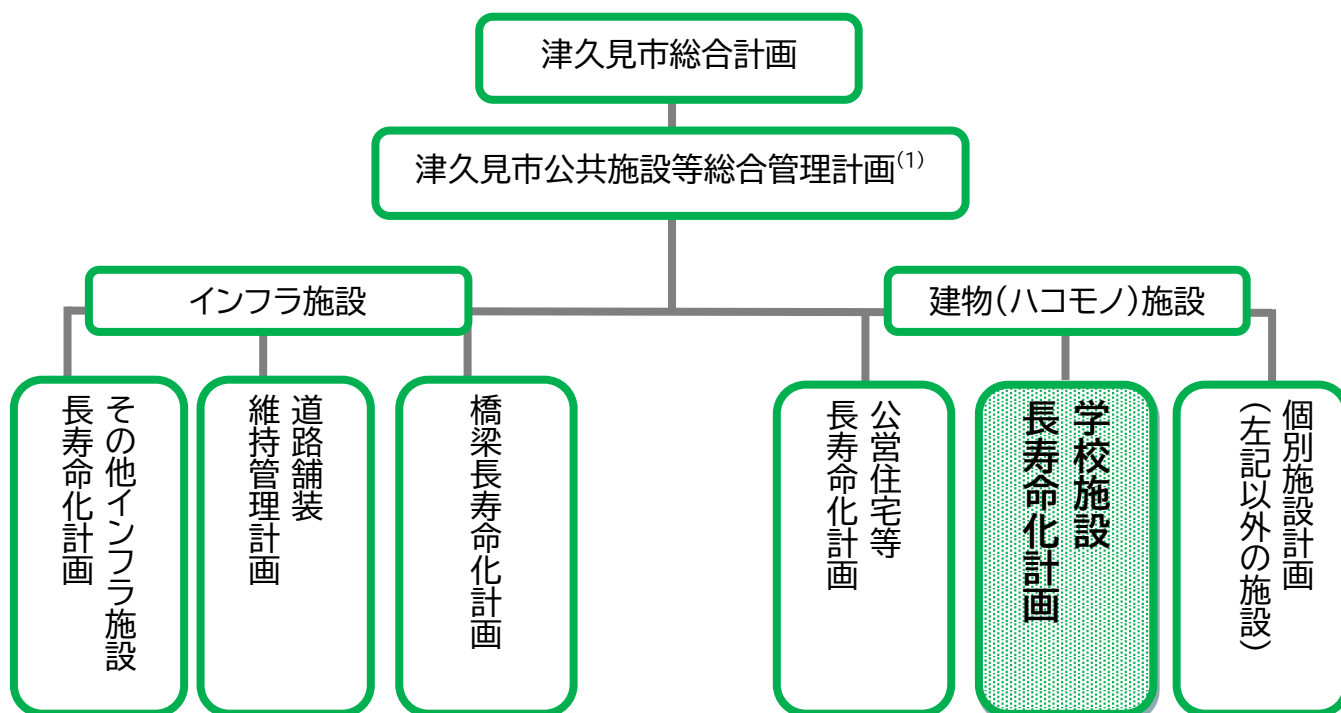 津久見市総合計画
津久見市公共施設等総合管理計画(1)
インフラ施設
建物(ハコモノ)施設
その他インフラ施設
長寿命化計画
道路舗装
維持管理計画
橋梁長寿命化計画
公営住宅等
長寿命化計画
学校施設
長寿命化計画
個別施設計画
(左記以外の施設)